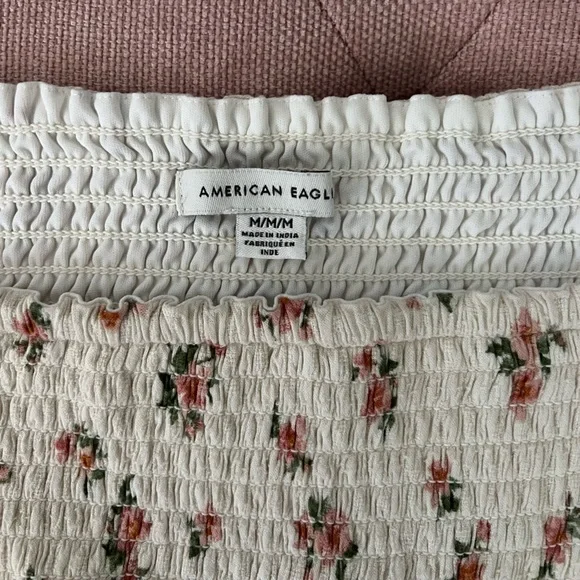 AMERICAN EAGL
M/M/M
MADE IN INDIA
FABRIQUÉ EN
INDE